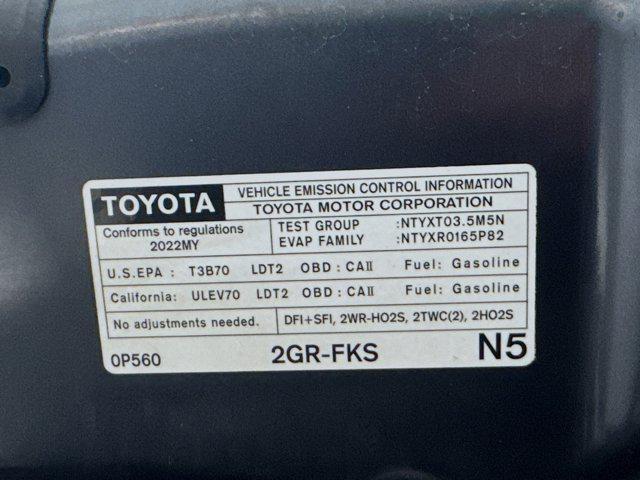 TOYOTA
VEHICLE EMISSION CONTROL INFORMATION
TOYOTA MOTOR CORPORATION
Conforms to regulations
2022MY
TEST GROUP :NTYXT03.5M5N
EVAP FAMILY :NTYXR0165P82
U.S.EPA : T3B70 LDT2 OBD : CAII Fuel: Gasoline
California: ULEV70 LDT2 OBD : CAII Fuel: Gasoline
No adjustments needed. DFI+SFI, 2WR-HO2S, 2TWC(2), 2HO2S
0P560 2GR-FKS N5